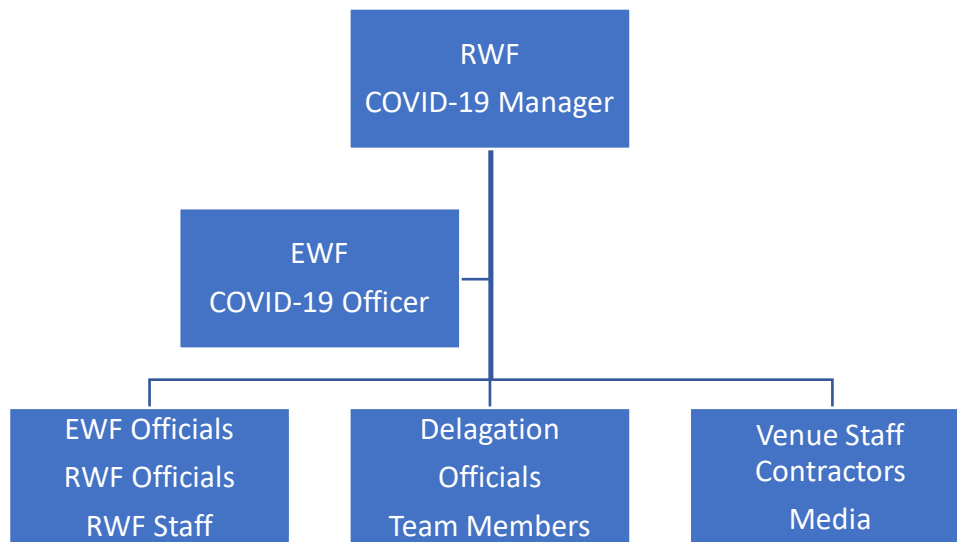 RWF
COVID-19 Manager
EWF
COVID-19 Officer
EWF Officials
RWF Officials
RWF Staff
Delagation
Officials
Team Members
Venue Staff
Contractors
Media